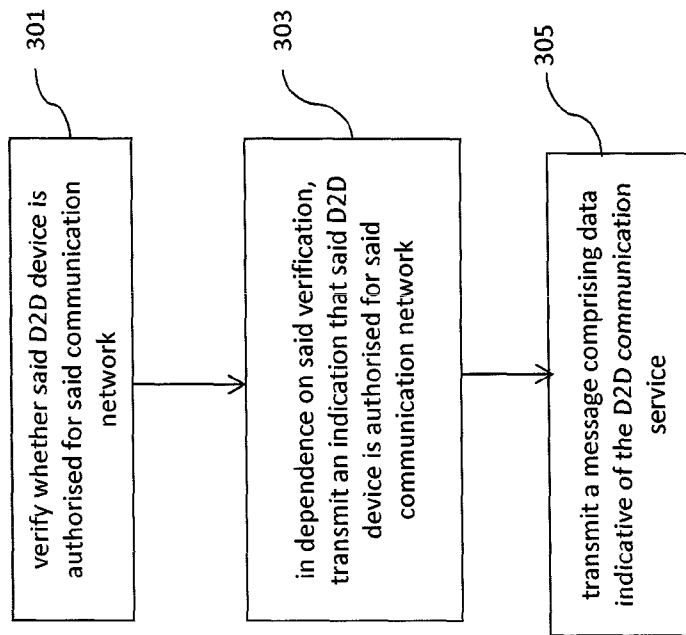 verify whether said D2D device is
authorised for said communication
network
301
in dependence on said verification,
transmit an indication that said D2D
device is authorised for said
communication network
303
transmit a message comprising data
indicative of the D2D communication
service
305